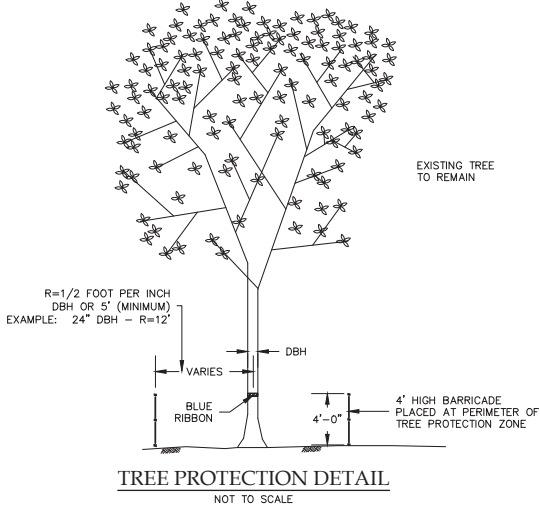 EXISTING TREE
TO REMAIN
R=1/2 FOOT PER INCH
DBH OR 5' (MINIMUM)
EXAMPLE: 24" DBH – R=12'
DBH
VARIES
BLUE
RIBBON
4'-0"
4' HIGH BARRICADE
PLACED AT PERIMETER OF
TREE PROTECTION ZONE
TREE PROTECTION DETAIL
NOT TO SCALE